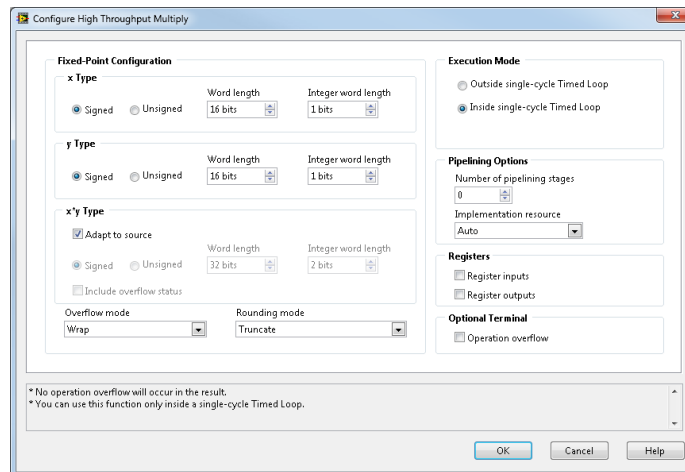 Configure High Throughput Multiply
Fixed-Point Configuration
x Type
Signed
Unsigned
Word length
16 bits
Integer word length
1 bits
y Type
Signed
Unsigned
Word length
16 bits
Integer word length
1 bits
x*y Type
Adapt to source
Signed
Unsigned
Word length
32 bits
Integer word length
2 bits
Include overflow status
Overflow mode
Wrap
Rounding mode
Truncate
Execution Mode
Outside single-cycle Timed Loop
Inside single-cycle Timed Loop
Pipelining Options
Number of pipelining stages
0
Implementation resource
Auto
Registers
Register inputs
Register outputs
Optional Terminal
Operation overflow
* No operation overflow will occur in the result.
* You can use this function only inside a single-cycle Timed Loop.
OK
Cancel
Help